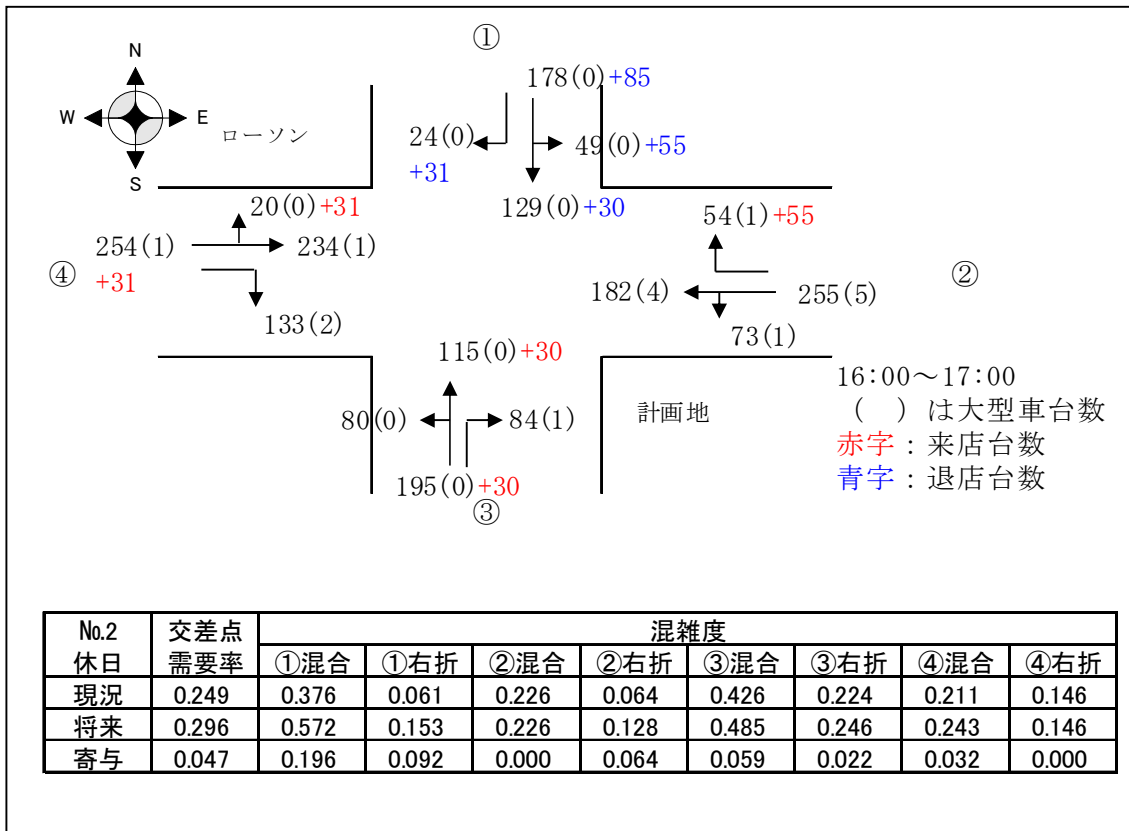 ①
N
W
E
S
ローソン
178(0)+85
24(0)
+31
49(0)+55
129(0)+30
20(0)+31
254(1)
+31
234(1)
④
133(2)
54(1)+55
②
182(4)
255(5)
73(1)
115(0)+30
80(0)
84(1)
195(0)+30
③
計画地
16:00～17:00
（　）は大型車台数
赤字：来店台数
青字：退店台数
№2 交差点 混雑度
休日 需要率 ①混合 ①右折 ②混合 ②右折 ③混合 ③右折 ④混合 ④右折
現況 0.249 0.376 0.061 0.226 0.064 0.426 0.224 0.211 0.146
将来 0.296 0.572 0.153 0.226 0.128 0.485 0.246 0.243 0.146
寄与 0.047 0.196 0.092 0.000 0.064 0.059 0.022 0.032 0.000